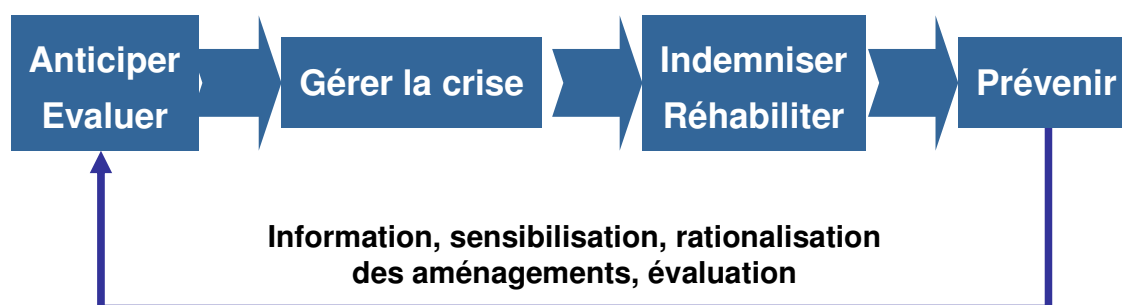 Anticiper
Evaluer
Gérer la crise
Indemniser
Réhabiliter
Prévenir
Information, sensibilisation, rationalisation
des aménagements, évaluation